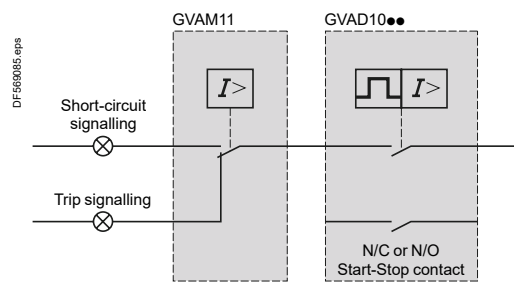 GVAM11
GVAD10●●
DF569085.eps
I>
I>
Short-circuit
signalling
Trip signalling
N/C or N/O
Start-Stop contact